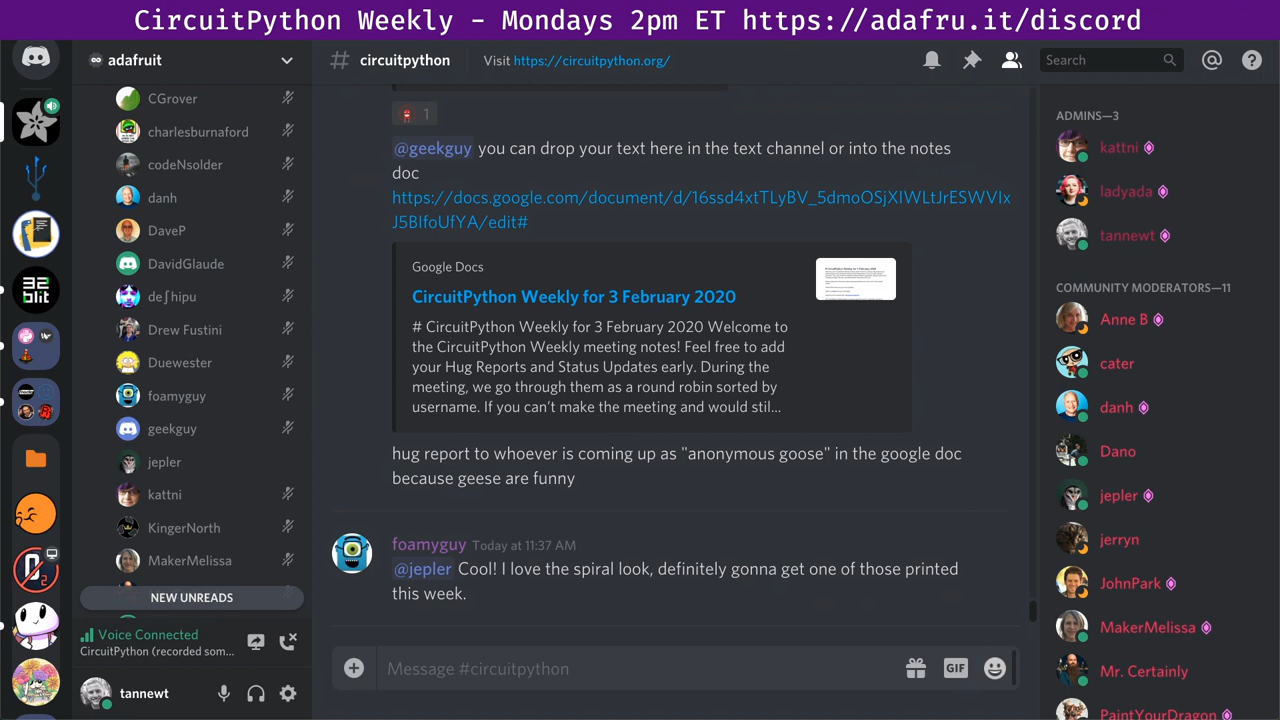 CircuitPython Weekly - Mondays 2pm ET https://adafru.it/discord
adafruit
# circuitpython
Visit https://circuitpython.org/
Search
CGrover
charlesburnaford
codeNsolder
danh
DaveP
DavidGlaude
de∫hipu
Drew Fustini
Duewester
foamyguy
geekguy
jepler
kattni
KingerNorth
MakerMelissa
NEW UNREADS
Voice Connected
CircuitPython (recorded som...
tannewt
1
@geekguy you can drop your text here in the text channel or into the notes
doc
https://docs.google.com/document/d/16ssd4xtTLyBV_5dmoOSjXIWLtJrESWVIx
J5BIfoUfYA/edit#
Google Docs
CircuitPython Weekly for 3 February 2020
# CircuitPython Weekly for 3 February 2020 Welcome to
the CircuitPython Weekly meeting notes! Feel free to add
your Hug Reports and Status Updates early. During the
meeting, we go through them as a round robin sorted by
username. If you can't make the meeting and would stil...
hug report to whoever is coming up as "anonymous goose" in the google doc
because geese are funny
foamyguy Today at 11:37 AM
@jepler Cool! I love the spiral look, definitely gonna get one of those printed
this week.
Message #circuitpython
GIF
ADMINS—3
kattni
ladyada
tannewt
COMMUNITY MODERATORS—11
Anne B
cater
danh
Dano
jepler
jerryn
JohnPark
MakerMelissa
Mr. Certainly
PaintYourDragon